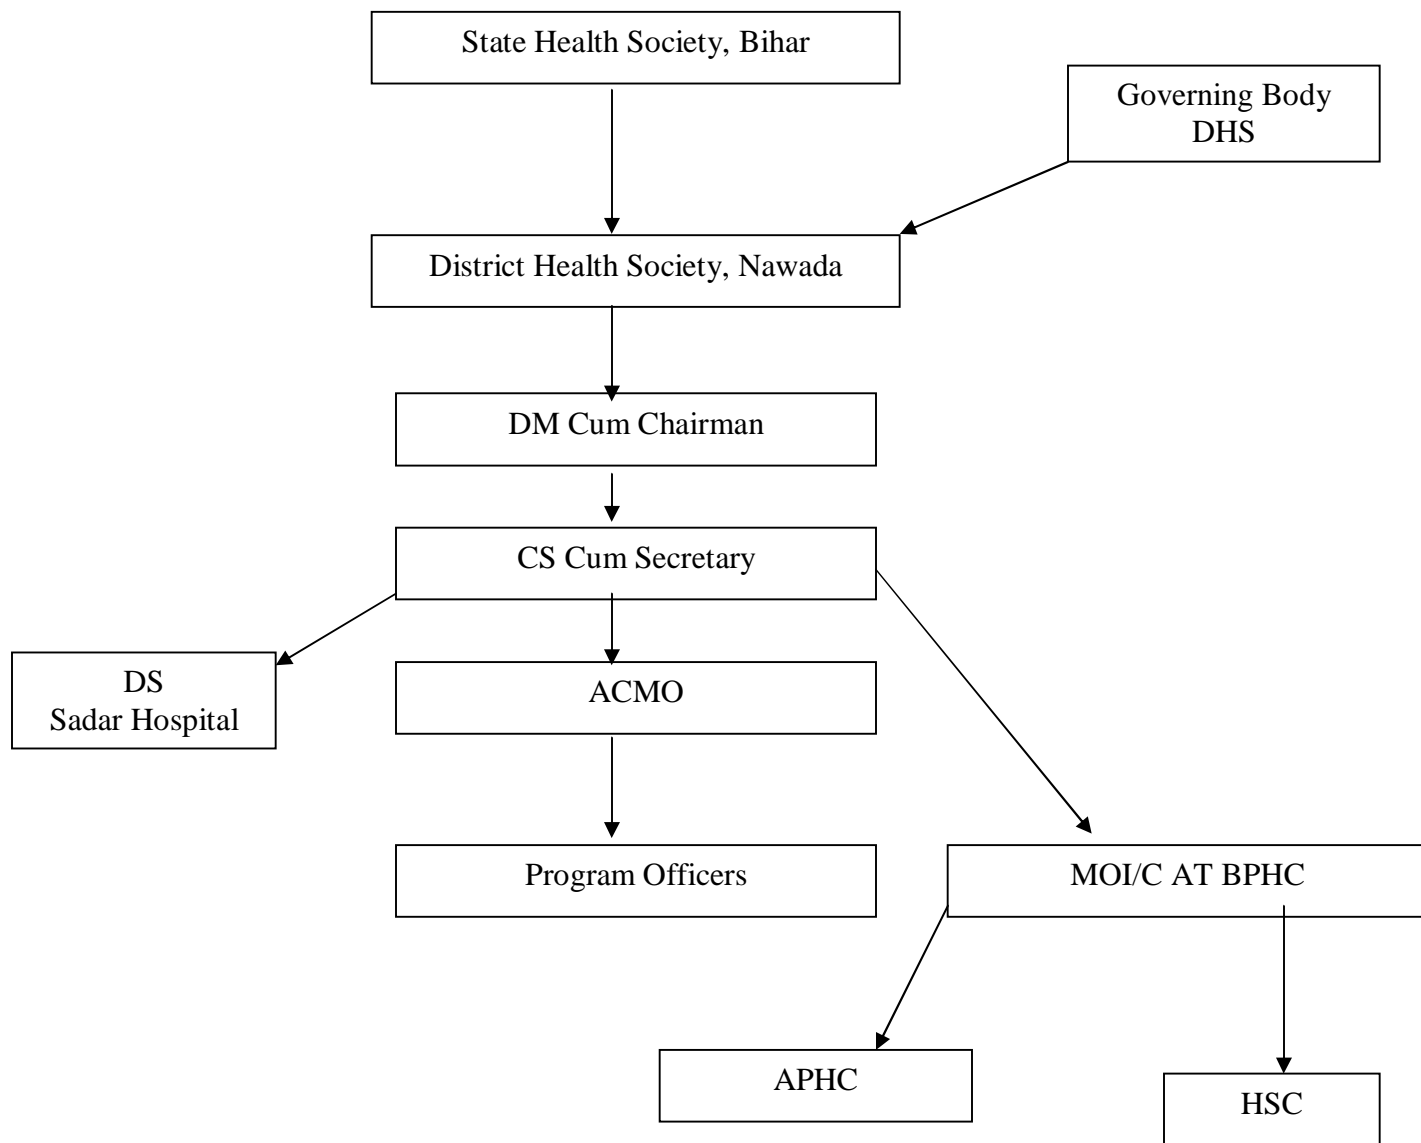 State Health Society, Bihar
Governing Body
DHS
District Health Society, Nawada
DM Cum Chairman
CS Cum Secretary
DS
Sadar Hospital
ACMO
Program Officers
MOI/C AT BPHC
APHC
HSC